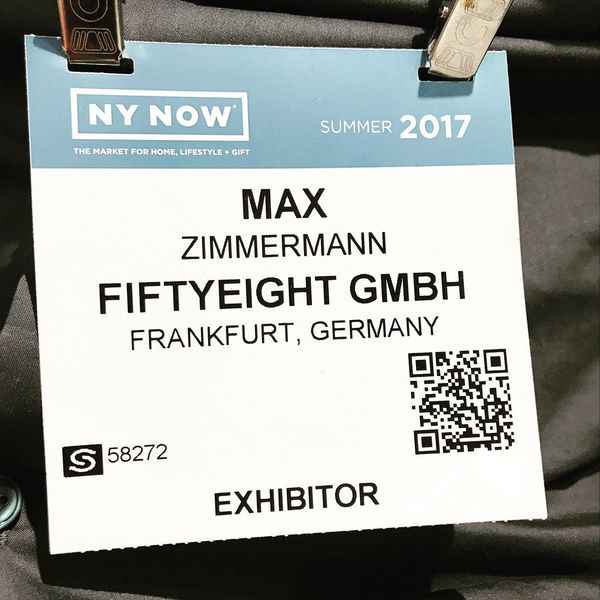 NY NOW
SUMMER 2017
THE MARKET FOR HOME, LIFESTYLE + GIFT
MAX
ZIMMERMANN
FIFTYEIGHT GMBH
FRANKFURT, GERMANY
S 58272
EXHIBITOR